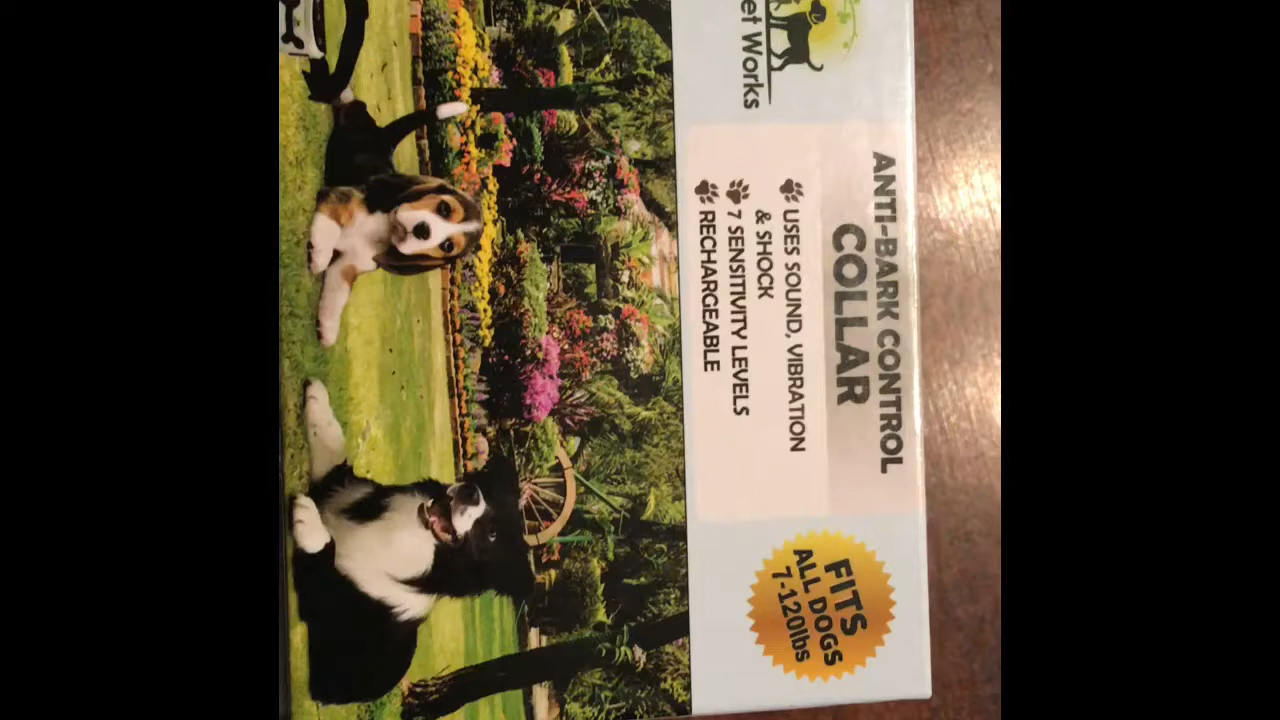 et Works
ANTI-BARK CONTROL
COLLAR
USES SOUND, VIBRATION
& SHOCK
7 SENSITIVITY LEVELS
RECHARGEABLE
FITS
ALL DOGS
7-120lbs